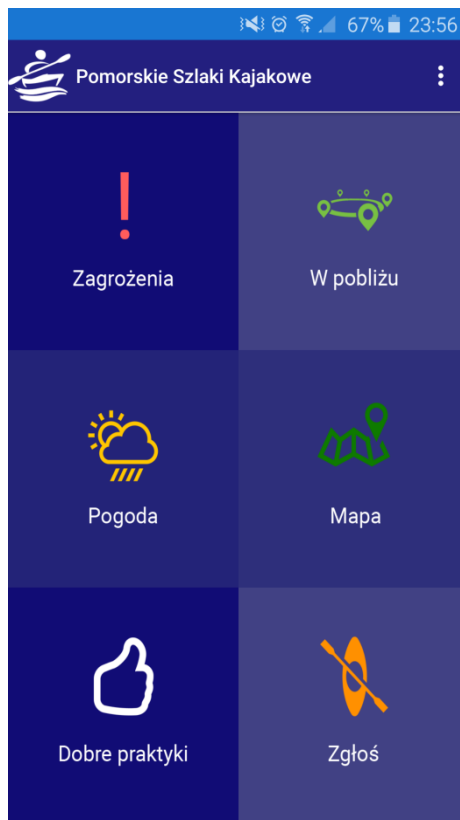 67% 23:56
Pomorskie Szlaki Kajakowe
Zagrożenia
W pobliżu
Pogoda
Mapa
Dobre praktyki
Zgłoś